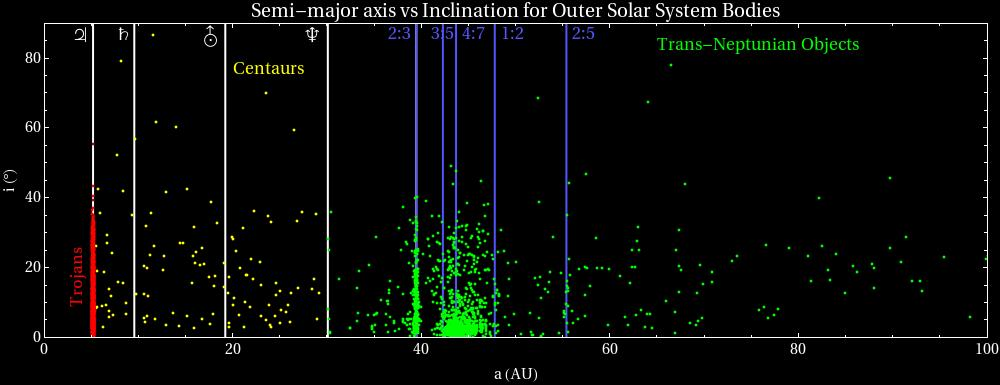 Semi-major axis vs Inclination for Outer Solar System Bodies
♃ ♄ ☉ ♆ 2:3 3:5 4:7 1:2 2:5
Trans-Neptunian Objects
Centaurs
Trojans
i (°)
80
60
40
20
0
0 20 40 60 80 100
a (AU)